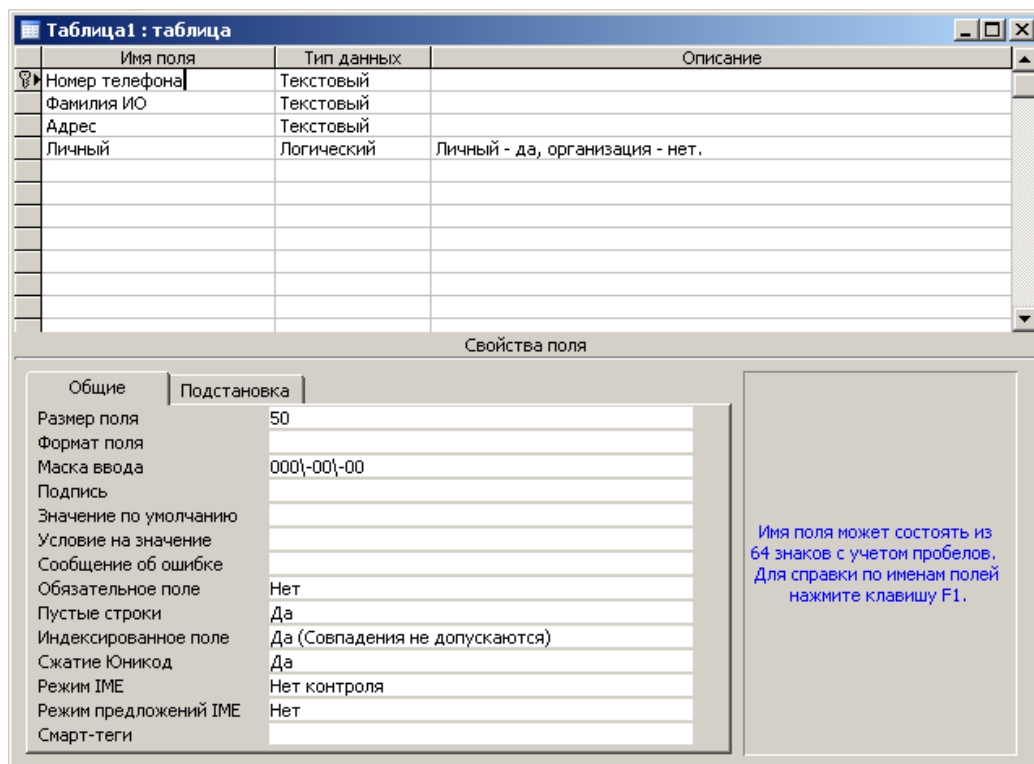 Таблица1 : таблица
Имя поля Тип данных Описание
Номер телефона Текстовый
Фамилия ИО Текстовый
Адрес Текстовый
Личный Логический Личный - да, организация - нет.
Свойства поля
Общие Подстановка
Размер поля 50
Формат поля
Маска ввода 000\-00\-00
Подпись
Значение по умолчанию
Условие на значение
Сообщение об ошибке
Обязательное поле Нет
Пустые строки Да
Индексированное поле Да (Совпадения не допускаются)
Сжатие Юникод Да
Режим IME Нет контроля
Режим предложений IME Нет
Смарт-теги
Имя поля может состоять из
64 знаков с учетом пробелов.
Для справки по именам полей
нажмите клавишу F1.